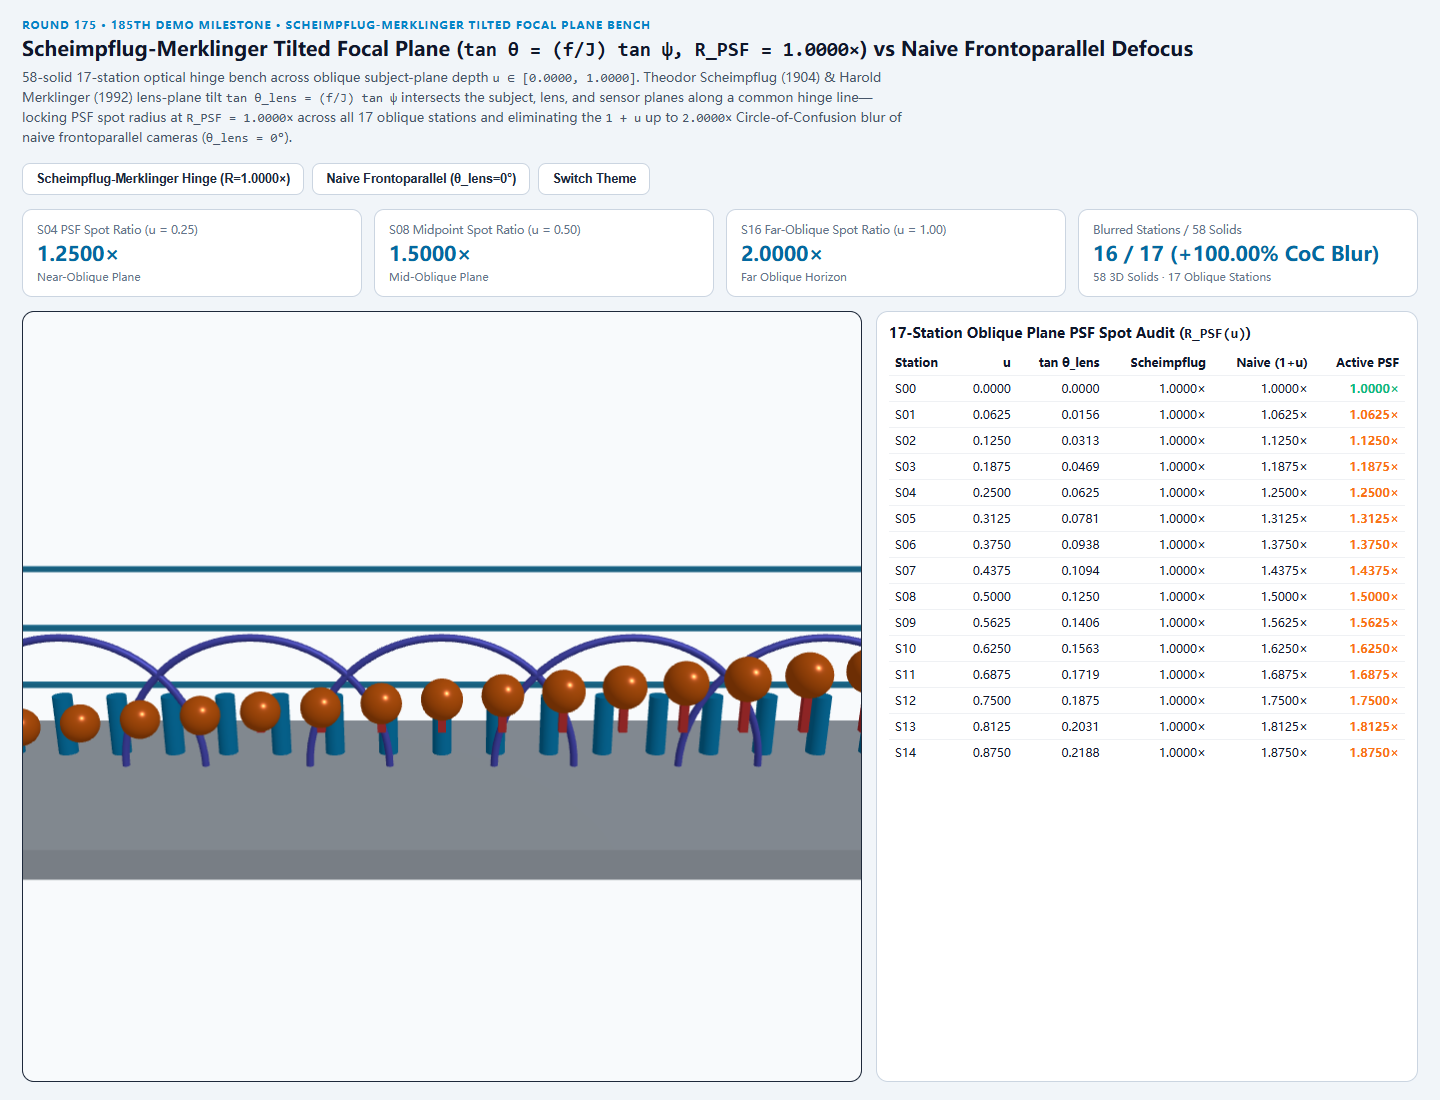 ROUND 175 • 185TH DEMO MILESTONE • SCHEIMPFLUG-MERKLINGER TILTED FOCAL PLANE BENCH
Scheimpflug-Merklinger Tilted Focal Plane (tan θ = (f/J) tan ψ, R_PSF = 1.0000×) vs Naive Frontoparallel Defocus
58-solid 17-station optical hinge bench across oblique subject-plane depth u ∈ [0.0000, 1.0000]. Theodor Scheimpflug (1904) & Harold
Merklinger (1992) lens-plane tilt tan θ_lens = (f/J) tan ψ intersects the subject, lens, and sensor planes along a common hinge line—
locking PSF spot radius at R_PSF = 1.0000× across all 17 oblique stations and eliminating the 1 + u up to 2.0000× Circle-of-Confusion blur of
naive frontoparallel cameras (θ_lens = 0°).
Scheimpflug-Merklinger Hinge (R=1.0000×) Naive Frontoparallel (θ_lens=0°) Switch Theme
S04 PSF Spot Ratio (u = 0.25)
1.2500×
Near-Oblique Plane
S08 Midpoint Spot Ratio (u = 0.50)
1.5000×
Mid-Oblique Plane
S16 Far-Oblique Spot Ratio (u = 1.00)
2.0000×
Far Oblique Horizon
Blurred Stations / 58 Solids
16 / 17 (+100.00% CoC Blur)
58 3D Solids · 17 Oblique Stations
17-Station Oblique Plane PSF Spot Audit (R_PSF(u))
Station u tan θ_lens Scheimpflug Naive (1+u) Active PSF
S00 0.0000 0.0000 1.0000× 1.0000× 1.0000×
S01 0.0625 0.0156 1.0000× 1.0625× 1.0625×
S02 0.1250 0.0313 1.0000× 1.1250× 1.1250×
S03 0.1875 0.0469 1.0000× 1.1875× 1.1875×
S04 0.2500 0.0625 1.0000× 1.2500× 1.2500×
S05 0.3125 0.0781 1.0000× 1.3125× 1.3125×
S06 0.3750 0.0938 1.0000× 1.3750× 1.3750×
S07 0.4375 0.1094 1.0000× 1.4375× 1.4375×
S08 0.5000 0.1250 1.0000× 1.5000× 1.5000×
S09 0.5625 0.1406 1.0000× 1.5625× 1.5625×
S10 0.6250 0.1563 1.0000× 1.6250× 1.6250×
S11 0.6875 0.1719 1.0000× 1.6875× 1.6875×
S12 0.7500 0.1875 1.0000× 1.7500× 1.7500×
S13 0.8125 0.2031 1.0000× 1.8125× 1.8125×
S14 0.8750 0.2188 1.0000× 1.8750× 1.8750×